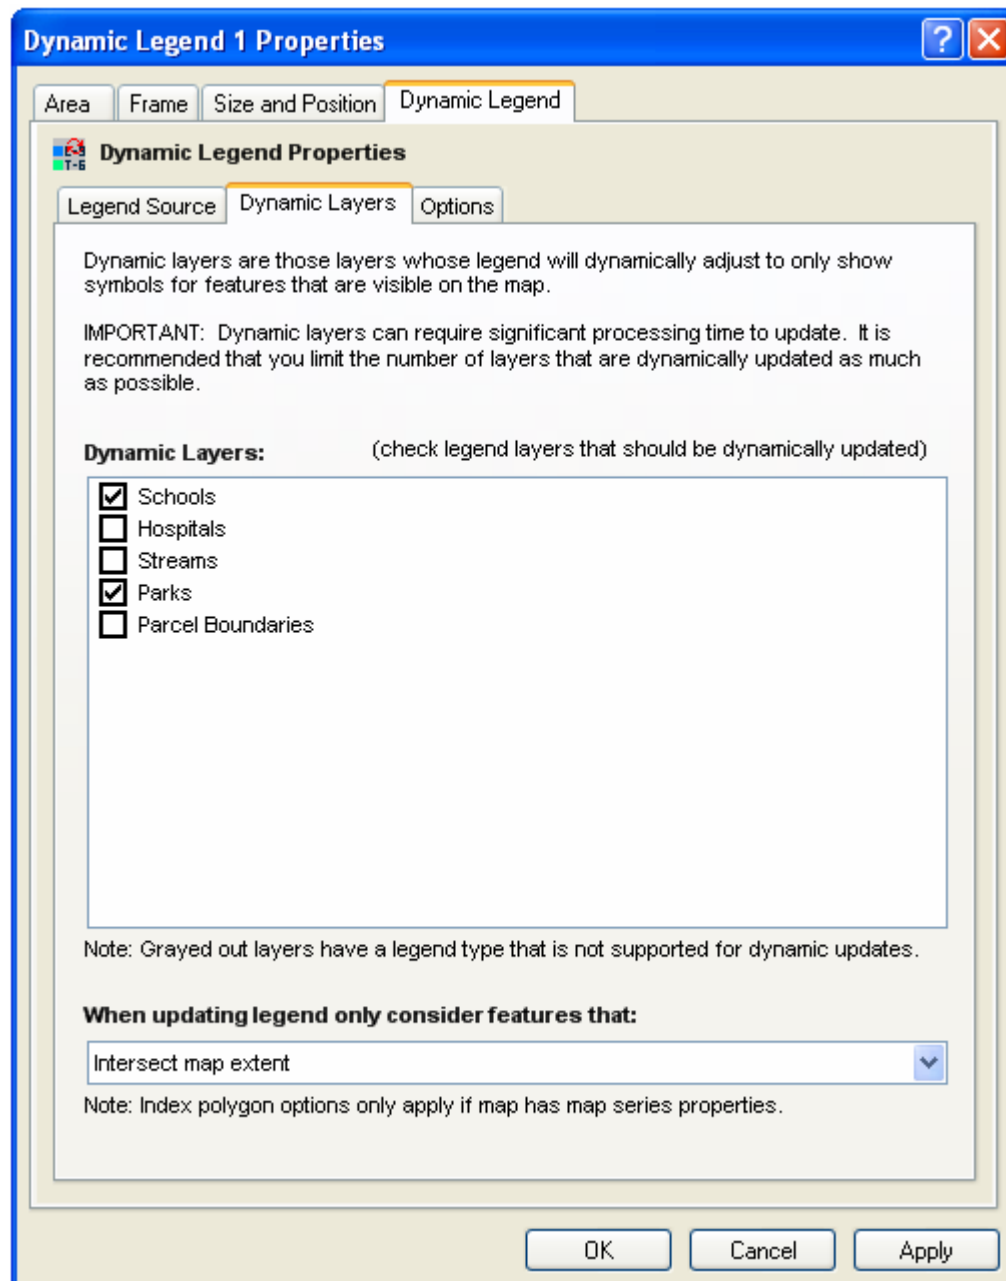 Dynamic Legend 1 Properties
Area Frame Size and Position Dynamic Legend
T-6
Dynamic Legend Properties
Legend Source Dynamic Layers Options
Dynamic layers are those layers whose legend will dynamically adjust to only show
symbols for features that are visible on the map.
IMPORTANT: Dynamic layers can require significant processing time to update. It is
recommended that you limit the number of layers that are dynamically updated as much
as possible.
Dynamic Layers: (check legend layers that should be dynamically updated)
Schools
Hospitals
Streams
Parks
Parcel Boundaries
Note: Grayed out layers have a legend type that is not supported for dynamic updates.
When updating legend only consider features that:
Intersect map extent
Note: Index polygon options only apply if map has map series properties.
OK Cancel Apply